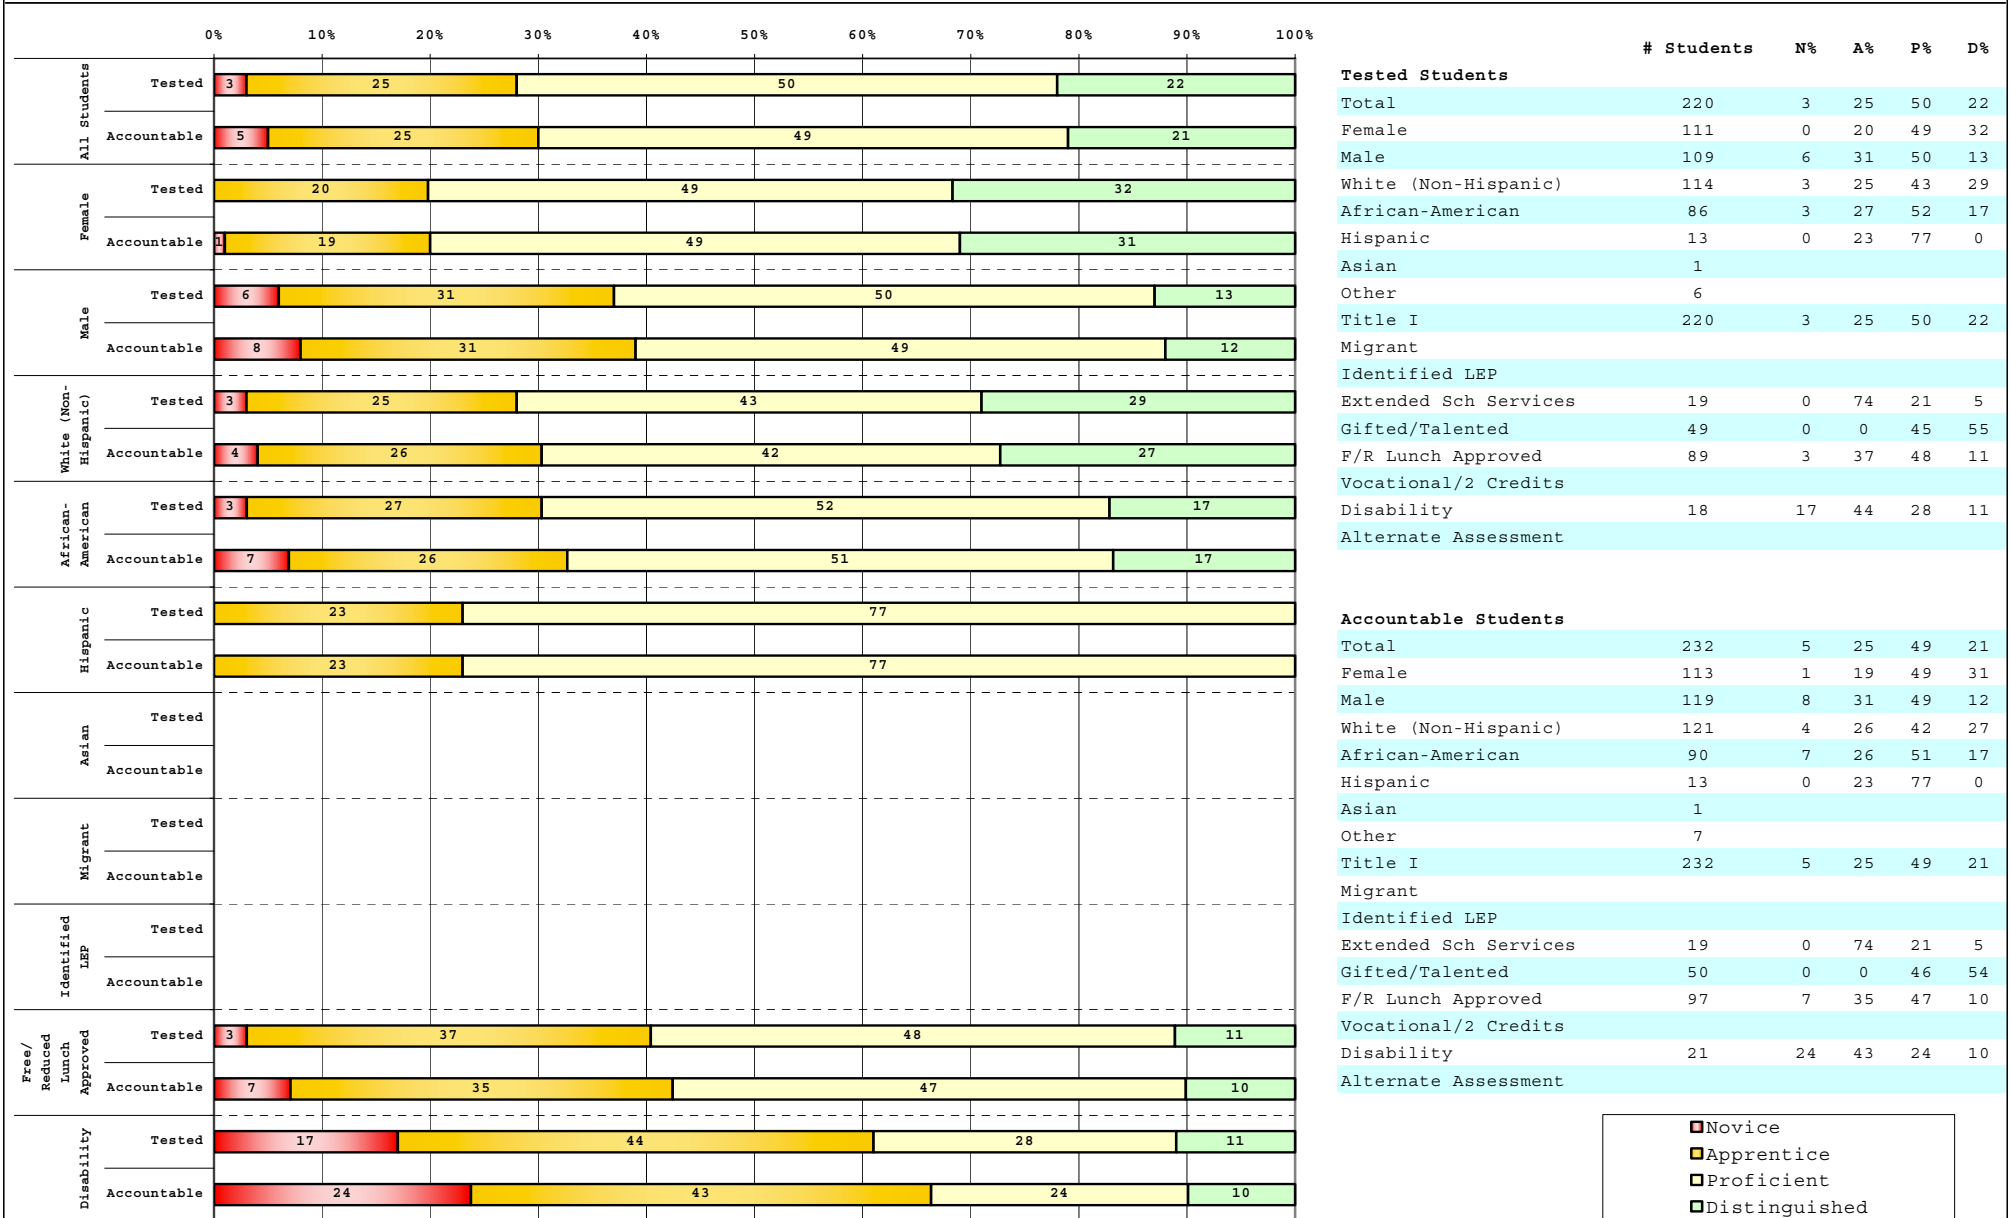 0% 10% 20% 30% 40% 50% 60% 70% 80% 90% 100%
All Students
Tested 3 25 50 22
Accountable 5 25 49 21
Female
Tested 20 49 32
Accountable 1 19 49 31
Male
Tested 6 31 50 13
Accountable 8 31 49 12
White (Non-
Hispanic)
Tested 3 25 43 29
Accountable 4 26 42 27
African-
American
Tested 3 27 52 17
Accountable 7 26 51 17
Hispanic
Tested 23 77
Accountable 23 77
Asian
Tested
Accountable
Migrant
Tested
Accountable
Identified
LEP
Tested
Accountable
Free/
Reduced
Lunch
Approved
Tested 3 37 48 11
Accountable 7 35 47 10
Disability
Tested 17 44 28 11
Accountable 24 43 24 10
# Students N% A% P% D%
Tested Students
Total 220 3 25 50 22
Female 111 0 20 49 32
Male 109 6 31 50 13
White (Non-Hispanic) 114 3 25 43 29
African-American 86 3 27 52 17
Hispanic 13 0 23 77 0
Asian 1
Other 6
Title I 220 3 25 50 22
Migrant
Identified LEP
Extended Sch Services 19 0 74 21 5
Gifted/Talented 49 0 0 45 55
F/R Lunch Approved 89 3 37 48 11
Vocational/2 Credits
Disability 18 17 44 28 11
Alternate Assessment
Accountable Students
Total 232 5 25 49 21
Female 113 1 19 49 31
Male 119 8 31 49 12
White (Non-Hispanic) 121 4 26 42 27
African-American 90 7 26 51 17
Hispanic 13 0 23 77 0
Asian 1
Other 7
Title I 232 5 25 49 21
Migrant
Identified LEP
Extended Sch Services 19 0 74 21 5
Gifted/Talented 50 0 0 46 54
F/R Lunch Approved 97 7 35 47 10
Vocational/2 Credits
Disability 21 24 43 24 10
Alternate Assessment
Novice
Apprentice
Proficient
Distinguished